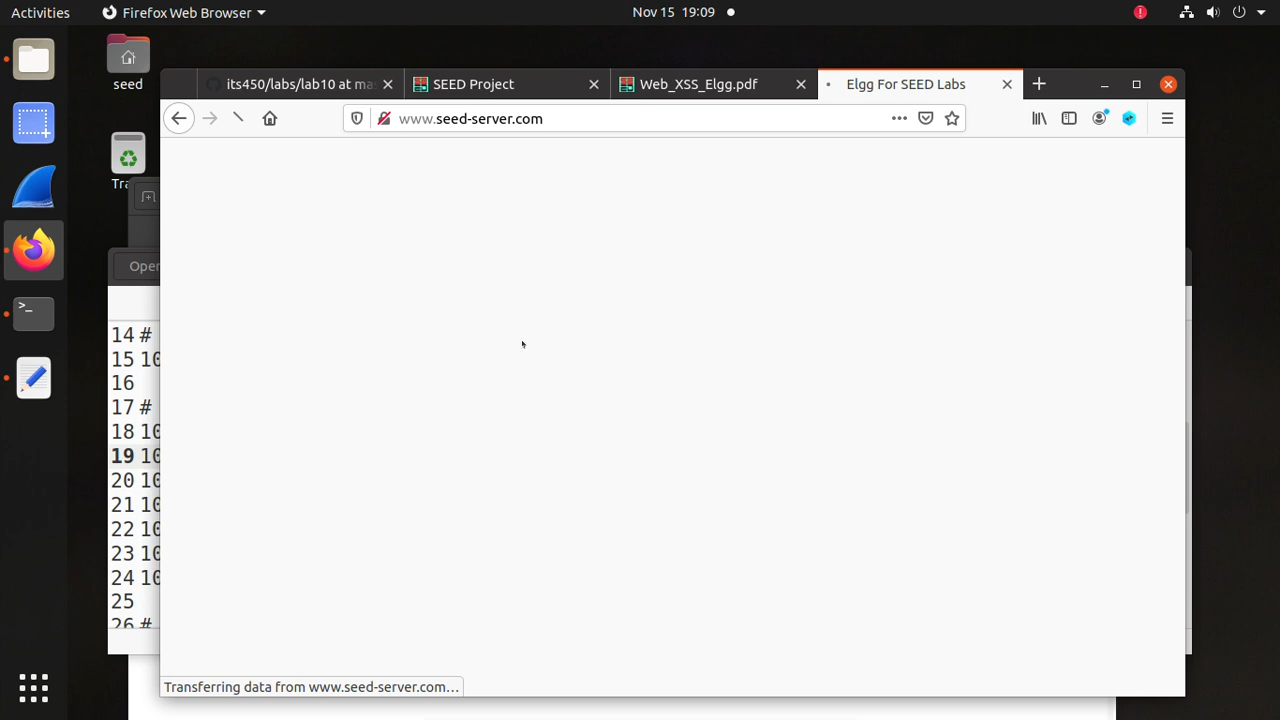 Activities
Firefox Web Browser
Nov 15 19:09
seed
its450/labs/lab10 at ma
SEED Project
Web_XSS_Elgg.pdf
Elgg For SEED Labs
www.seed-server.com
Tra
Open
14 #
15 10
16
17 #
18 10
19 10
20 10
21 10
22 10
23 10
24 10
25
26 #
Transferring data from www.seed-server.com…